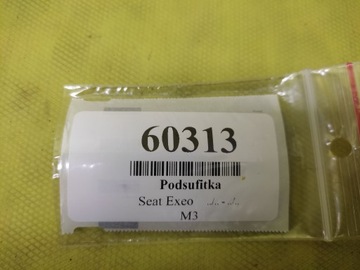 60313
Podsufitka
Seat Exeo ./.. - ./..
M3